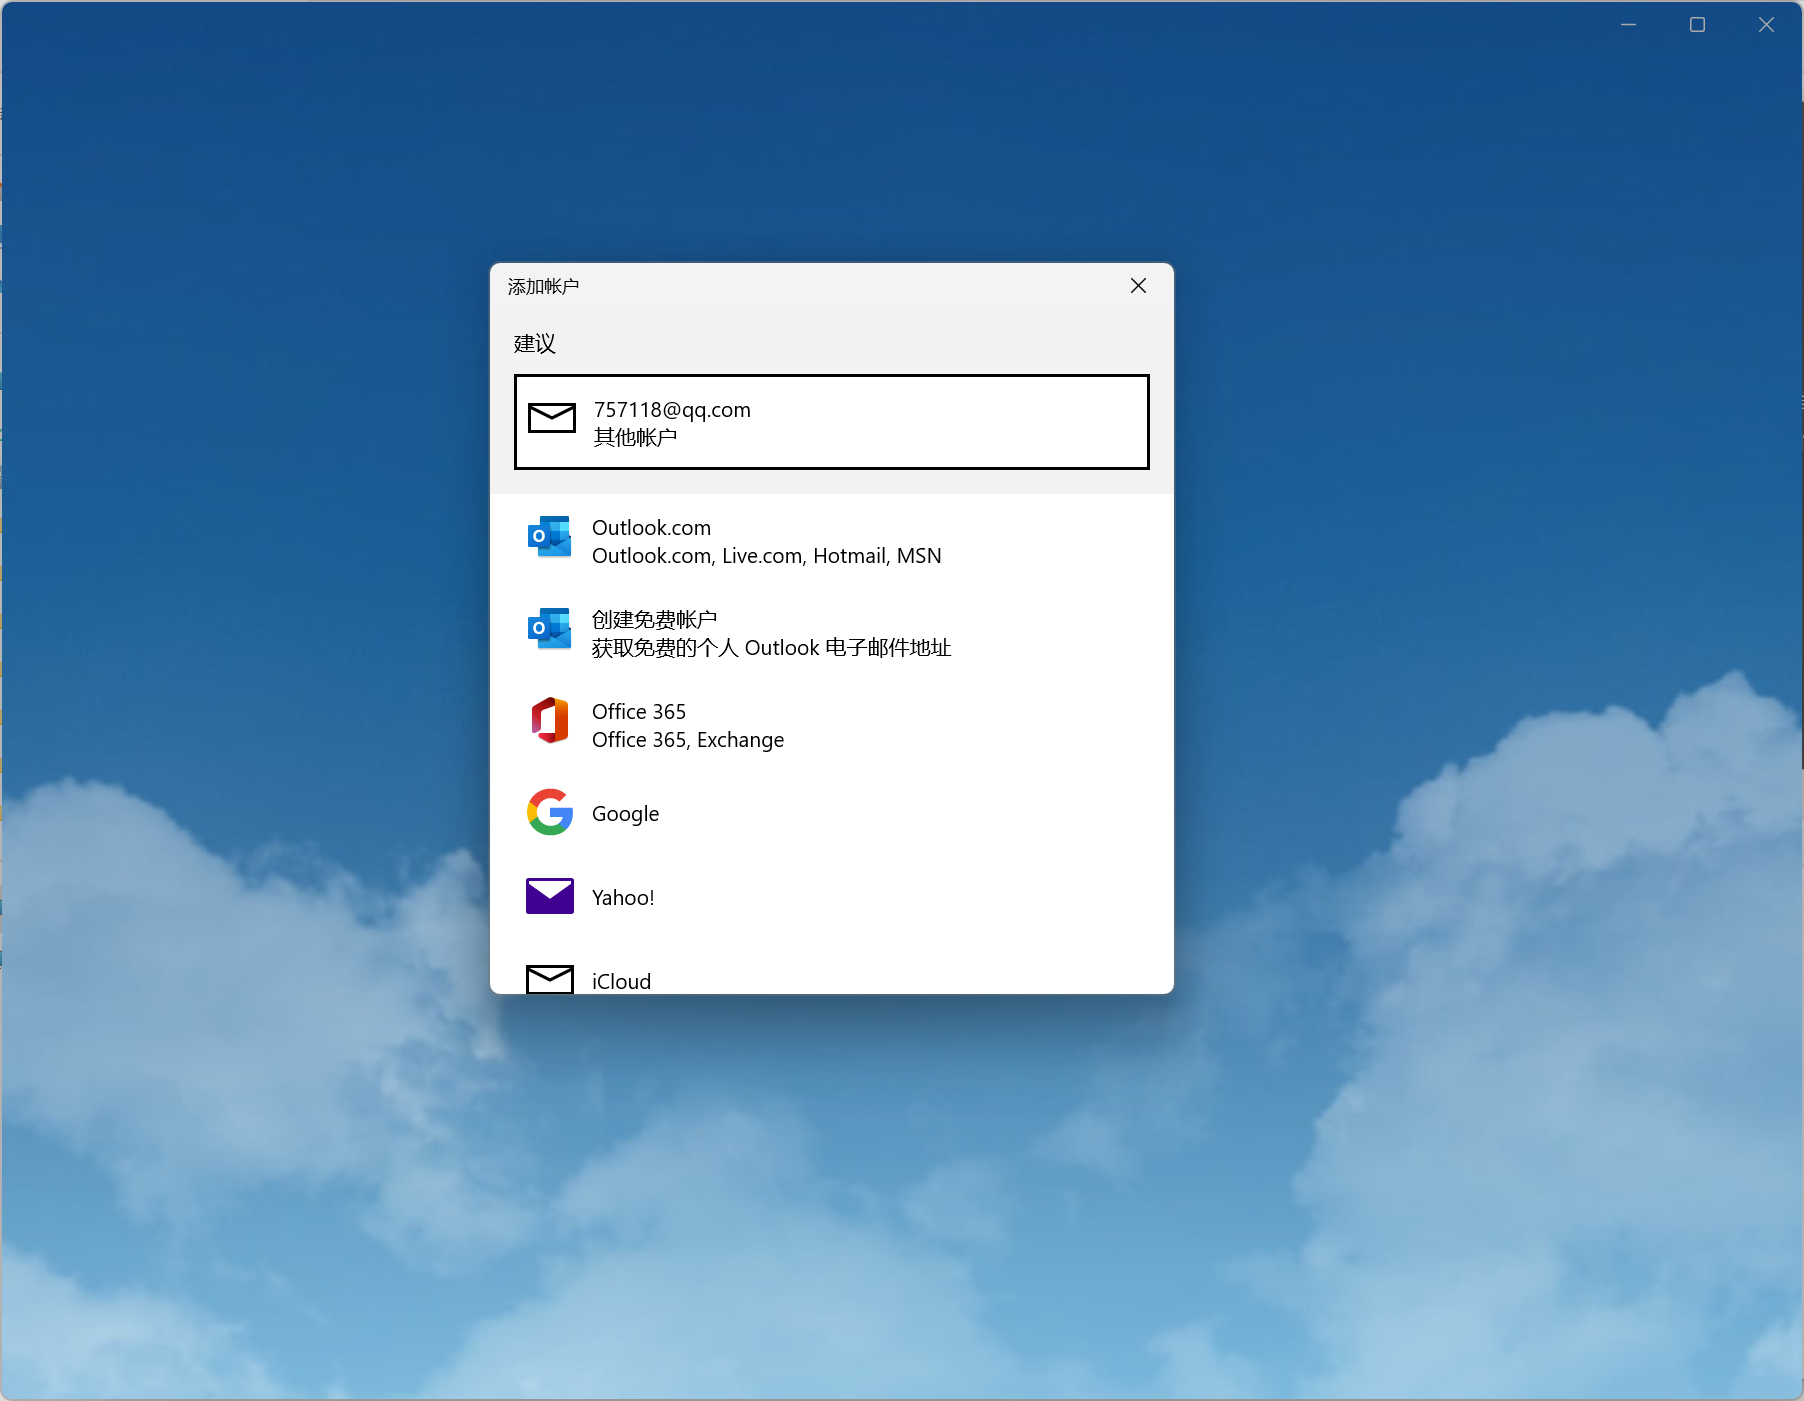 添加帐户
建议
757118@qq.com
其他帐户
Outlook.com
Outlook.com, Live.com, Hotmail, MSN
创建免费帐户
获取免费的个人 Outlook 电子邮件地址
Office 365
Office 365, Exchange
Google
Yahoo!
iCloud